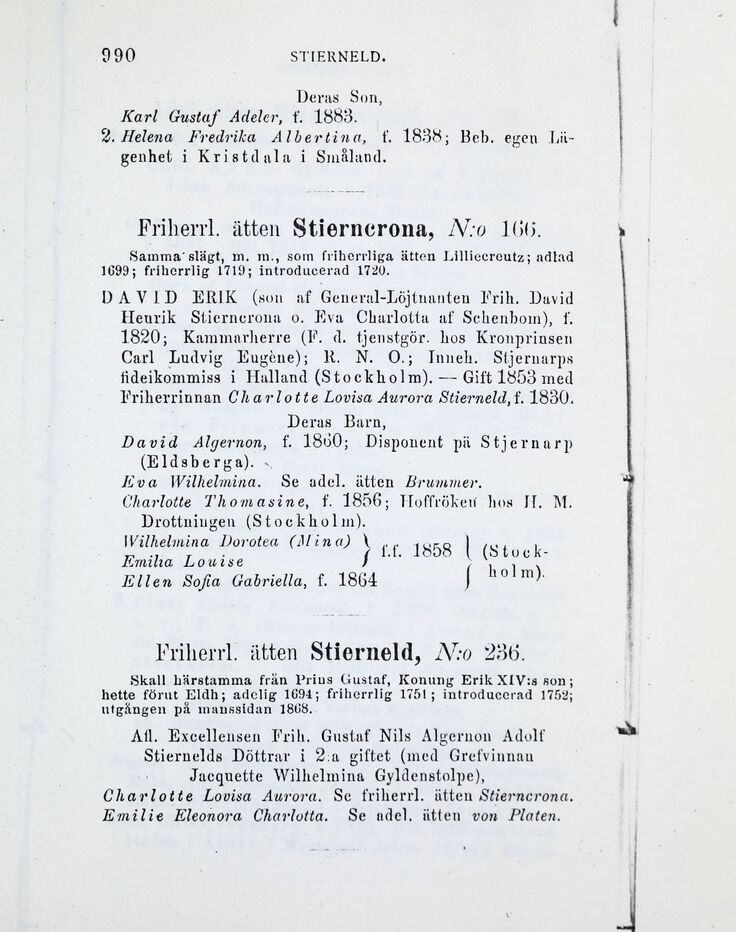 990 STIERNELD.
Deras Son,
Karl Gustaf Adeler, f. 1883.
2. Helena Fredrika Albertina, f. 1838; Beb. egen Lä-
genhet i Kristdala i Småland.
Friherrl. ätten Stierncrona, N:o 166.
Samma slägt, m. m., som friherrliga ätten Lilliecreutz; adlad
1699; friherrlig 1719; introducerad 1720.
DAVID ERIK (son af General-Löjtnanten Frih. David
Henrik Stierncrona o. Eva Charlotta af Schenbom), f.
1820; Kammarherre (F. d. tjenstgör. hos Kronprinsen
Carl Ludvig Eugène); R. N. O.; Inneh. Stjernarps
fideikommiss i Halland (Stockholm). — Gift 1853 med
Friherrinnan Charlotte Lovisa Aurora Stierneld, f. 1830.
Deras Barn,
David Algernon, f. 1860; Disponent på Stjernarp
(Eldsberga).
Eva Wilhelmina. Se adel. ätten Brummer.
Charlotte Thomasine, f. 1856; Hoffröken hos H. M.
Drottningen (Stockholm).
Wilhelmina Dorotea (Mina) } f.f. 1858 } (Stock-
Emilia Louise
Ellen Sofia Gabriella, f. 1864 holm).
Friherrl. ätten Stierneld, N:o 236.
Skall härstamma från Prins Gustaf, Konung Erik XIV:s son;
hette förut Eldh; adelig 1694; friherrlig 1751; introducerad 1752;
utgången på manssidan 1868.
Afl. Excellensen Frih. Gustaf Nils Algernon Adolf
Stiernelds Döttrar i 2:a giftet (med Grefvinnan
Jacquette Wilhelmina Gyldenstolpe),
Charlotte Lovisa Aurora. Se friherrl. ätten Stierncrona.
Emilie Eleonora Charlotta. Se adel. ätten von Platen.